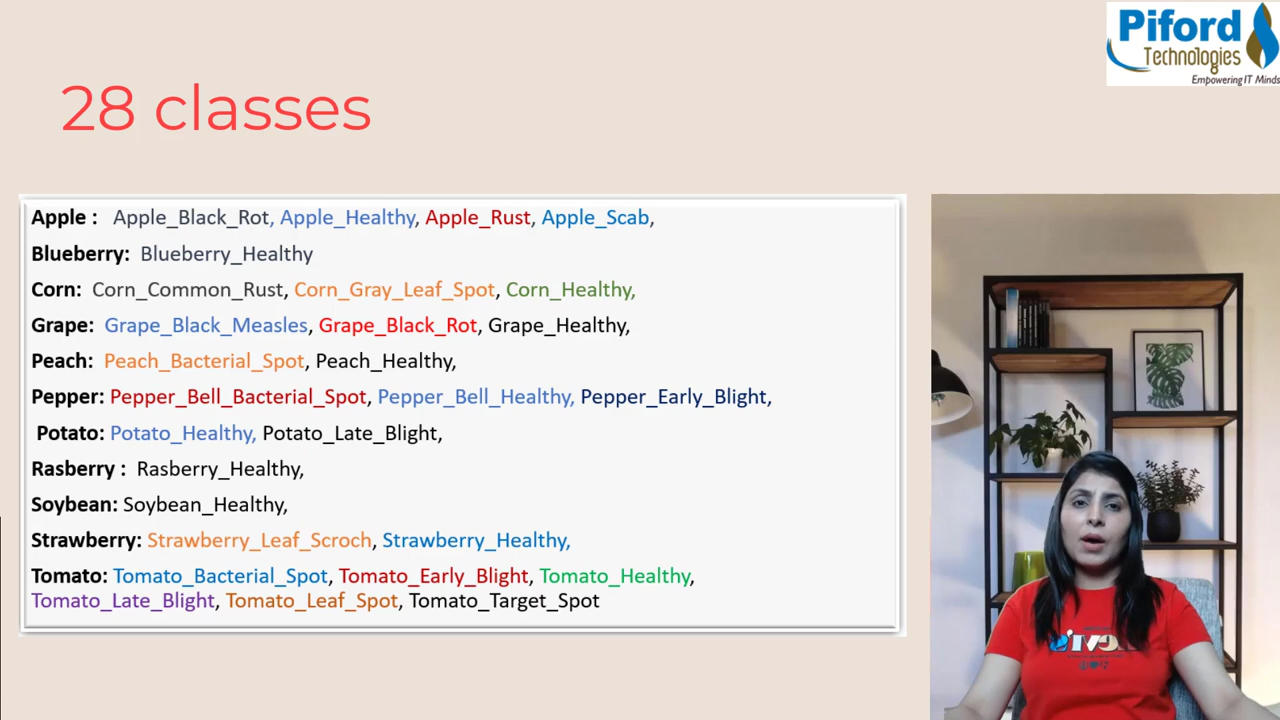 Piford
Technologies
Empowering IT Minds
28 classes
Apple : Apple_Black_Rot, Apple_Healthy, Apple_Rust, Apple_Scab,
Blueberry: Blueberry_Healthy
Corn: Corn_Common_Rust, Corn_Gray_Leaf_Spot, Corn_Healthy,
Grape: Grape_Black_Measles, Grape_Black_Rot, Grape_Healthy,
Peach: Peach_Bacterial_Spot, Peach_Healthy,
Pepper: Pepper_Bell_Bacterial_Spot, Pepper_Bell_Healthy, Pepper_Early_Blight,
Potato: Potato_Healthy, Potato_Late_Blight,
Rasberry : Rasberry_Healthy,
Soybean: Soybean_Healthy,
Strawberry: Strawberry_Leaf_Scroch, Strawberry_Healthy,
Tomato: Tomato_Bacterial_Spot, Tomato_Early_Blight, Tomato_Healthy,
Tomato_Late_Blight, Tomato_Leaf_Spot, Tomato_Target_Spot